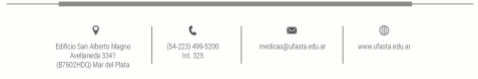 Edificio San Alberto Magno
Avellaneda 3341
(B7602HDQ) Mar del Plata
(54-223) 499-5200
Int. 325
medicas@ufasta.edu.ar
www.ufasta.edu.ar